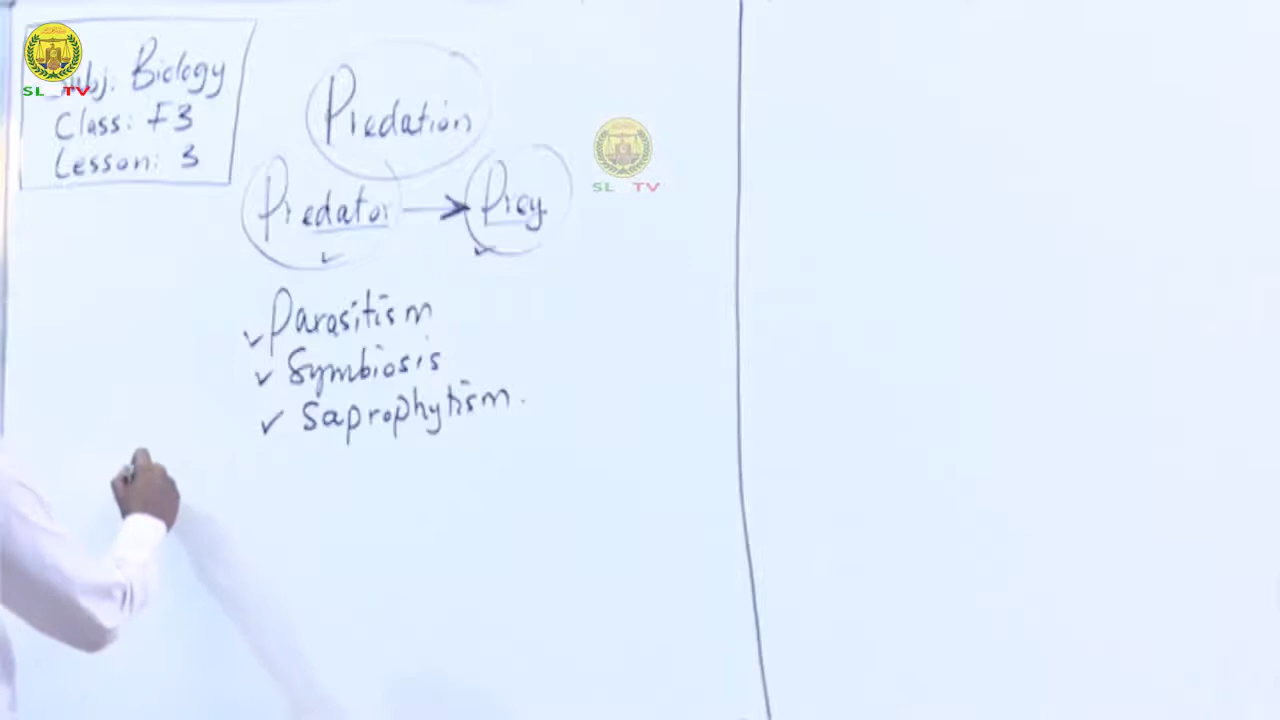 Subj. Biology
Class: F3
Lesson: 3
SL TV
Predation
Predator → Prey.
Parasitism
Symbiosis
Saprophytism.
SL TV